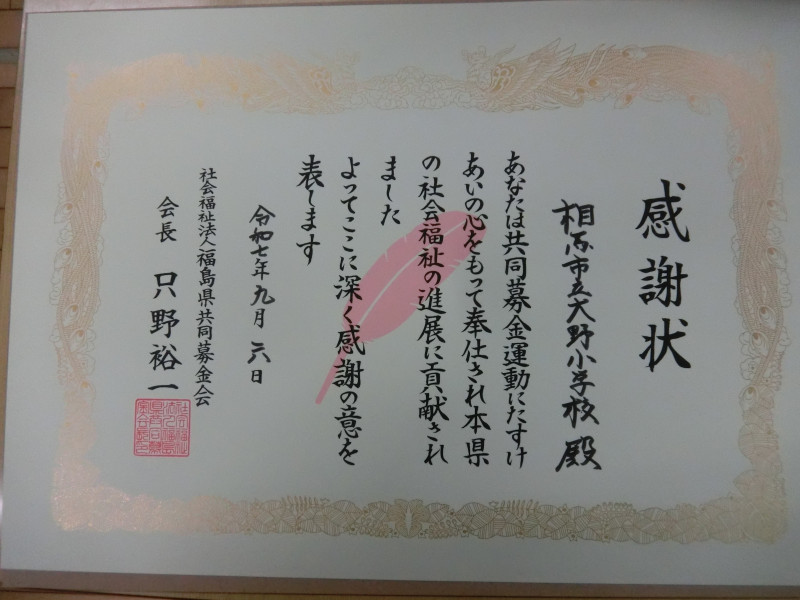 感謝状
相馬市立大野小学校 殿
あなたは共同募金運動にたすけ
あいの心をもって奉仕され本県
の社会福祉の進展に貢献され
ました
よってここに深く感謝の意を
表します
令和七年九月六日
社会福祉法人福島県共同募金会
会長 只野裕一